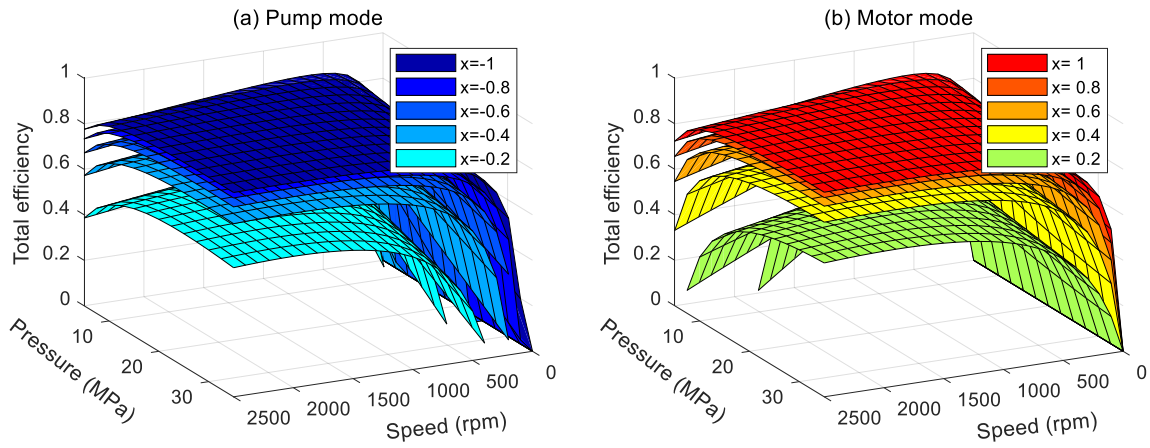 (a) Pump mode
x=-1
x=-0.8
x=-0.6
x=-0.4
x=-0.2
1
0.8
0.6
0.4
0.2
0
Total efficiency
10
20
30
Pressure (MPa)
2500
2000
1500
1000
500
0
Speed (rpm)
(b) Motor mode
x= 1
x= 0.8
x= 0.6
x= 0.4
x= 0.2
1
0.8
0.6
0.4
0.2
0
Total efficiency
10
20
30
Pressure (MPa)
2500
2000
1500
1000
500
0
Speed (rpm)